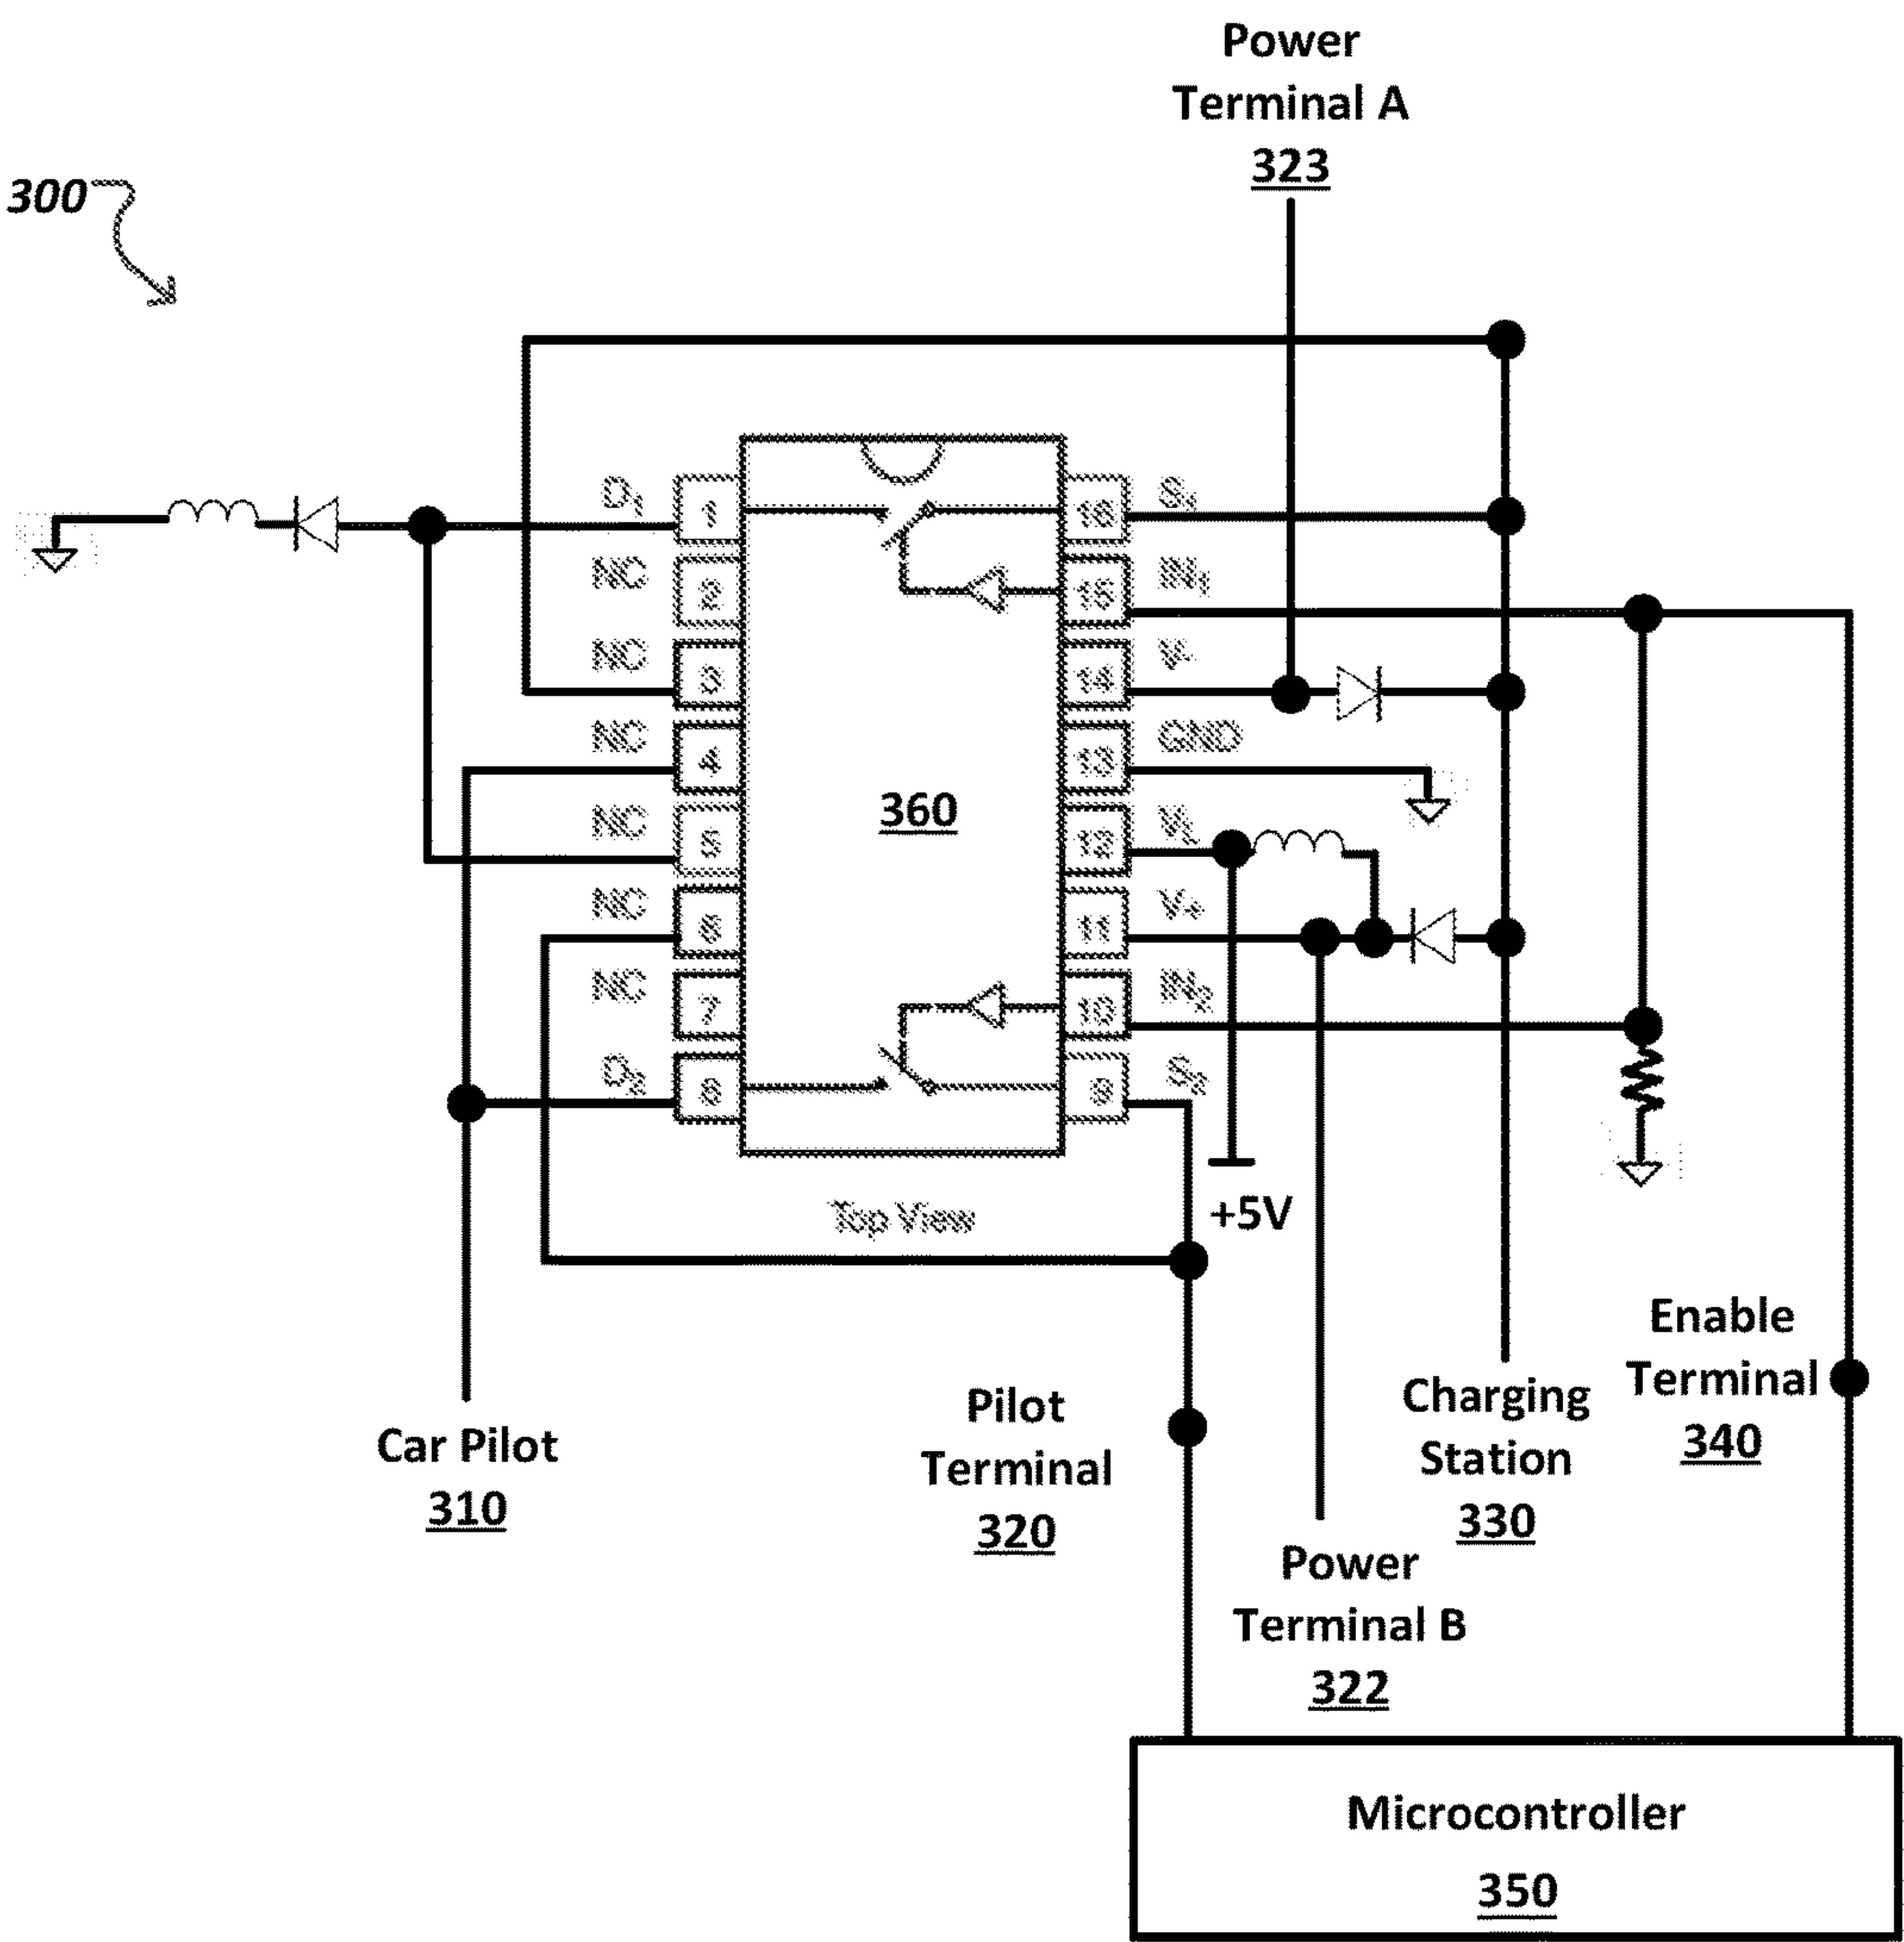 Power
Terminal A
323
300
D1
1
16
S1
NC
2
15
IN1
NC
3
14
V-
NC
4
13
GND
360
NC
5
12
VL
NC
6
11
V+
NC
7
10
IN2
D2
8
9
S2
Top View
+5V
Car Pilot
310
Pilot
Terminal
320
Power
Terminal B
322
Charging
Station
330
Enable
Terminal
340
Microcontroller
350